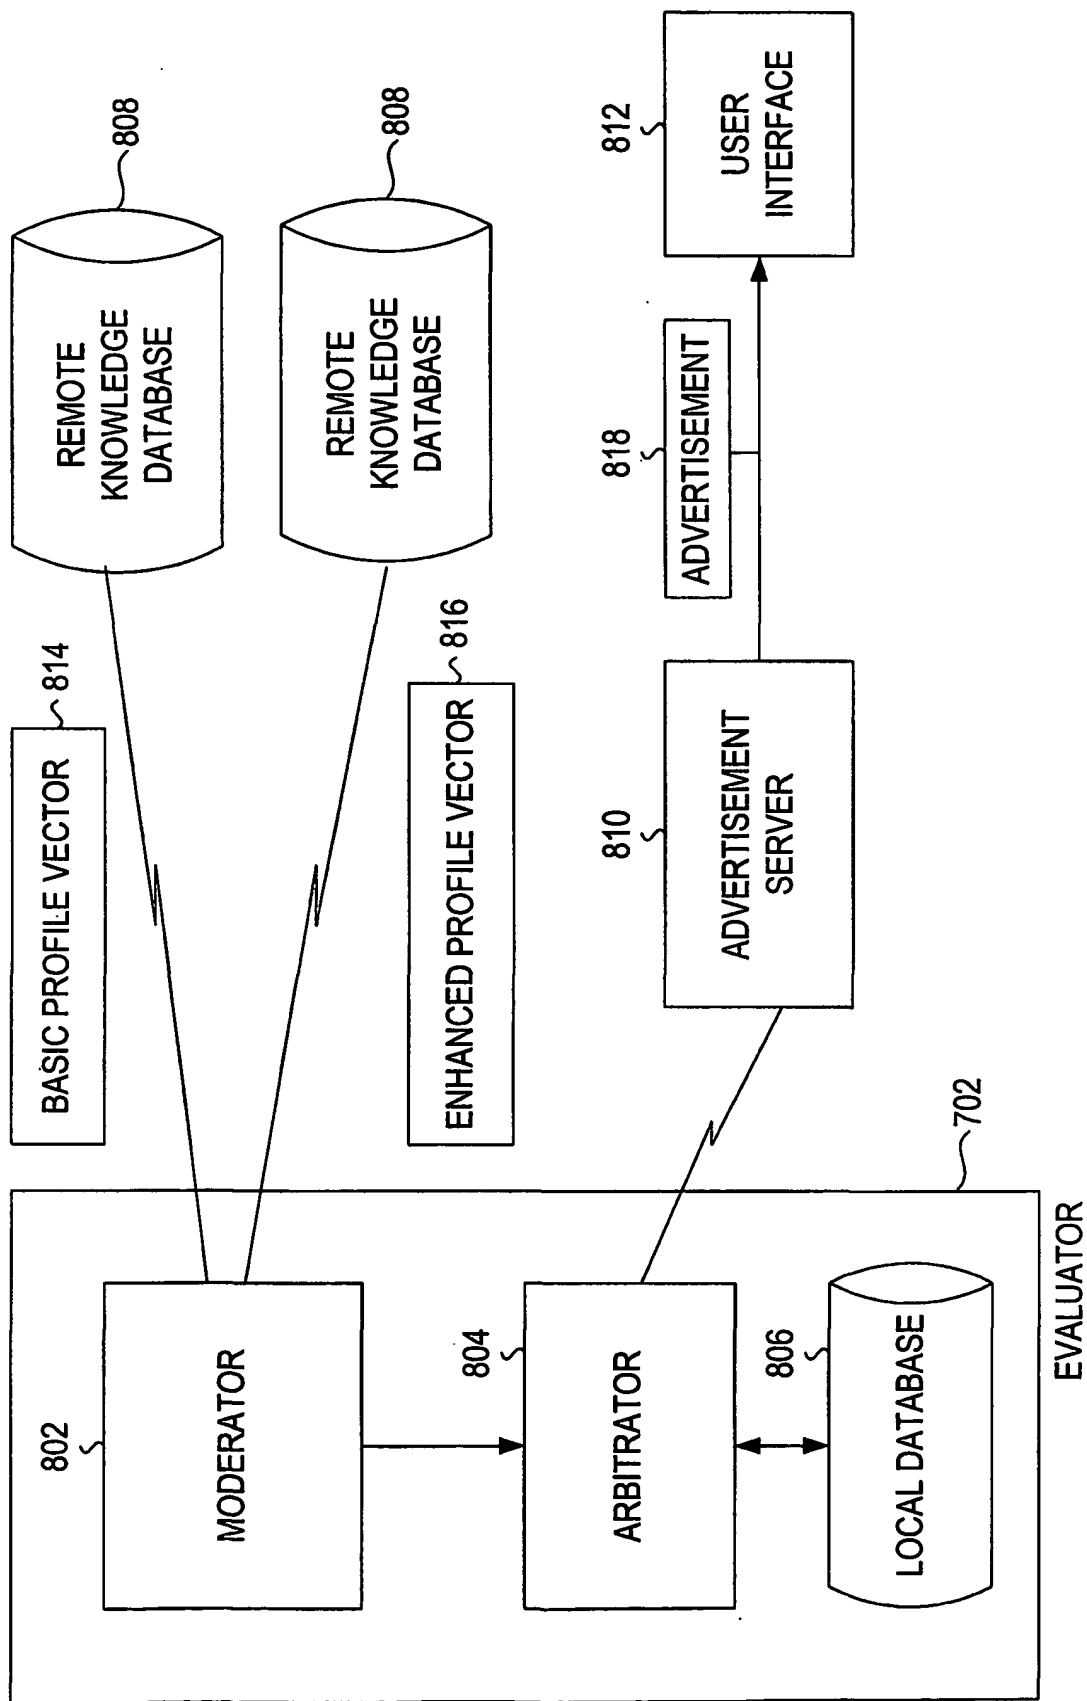 802
MODERATOR
804
ARBITRATOR
806
LOCAL DATABASE
702
EVALUATOR
BASIC PROFILE VECTOR
814
ENHANCED PROFILE VECTOR
816
REMOTE
KNOWLEDGE
DATABASE
808
REMOTE
KNOWLEDGE
DATABASE
808
810
ADVERTISEMENT
SERVER
818
ADVERTISEMENT
812
USER
INTERFACE